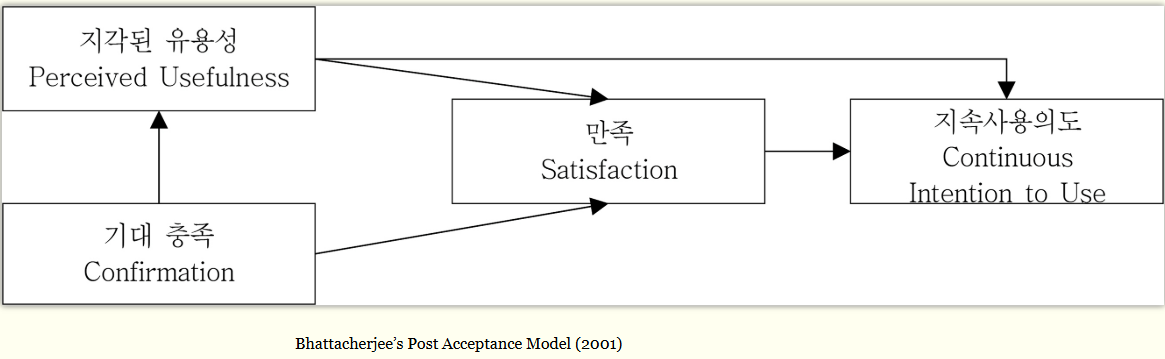 지각된 유용성
Perceived Usefulness
만족
Satisfaction
지속사용의도
Continuous
Intention to Use
기대 충족
Confirmation
Bhattacherjee’s Post Acceptance Model (2001)